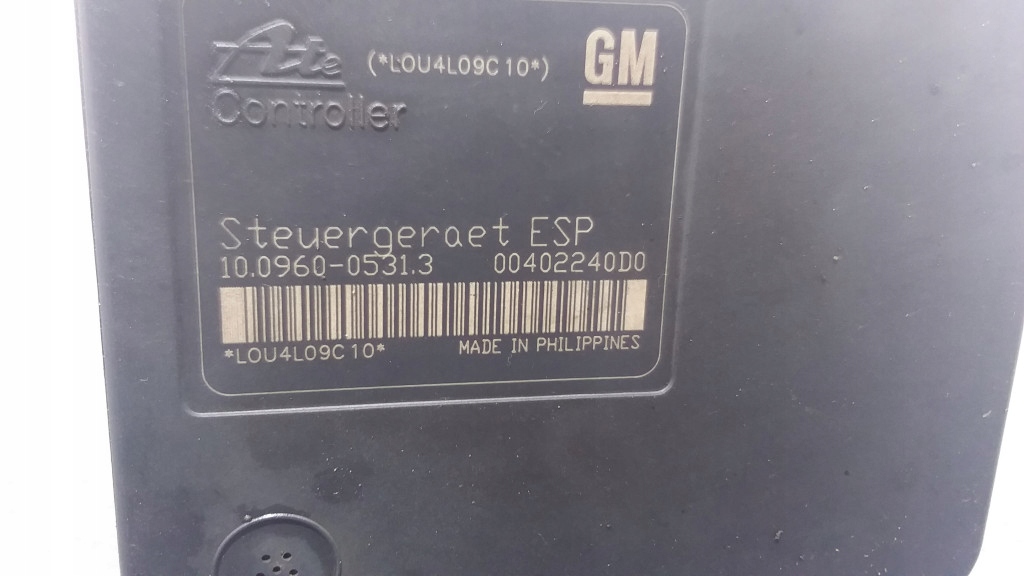 Ate (*LOU4L09C10*) GM
Controller
Steuergeraet ESP
10.0960-0531.3 00402240D0
*LOU4L09C10* MADE IN PHILIPPINES